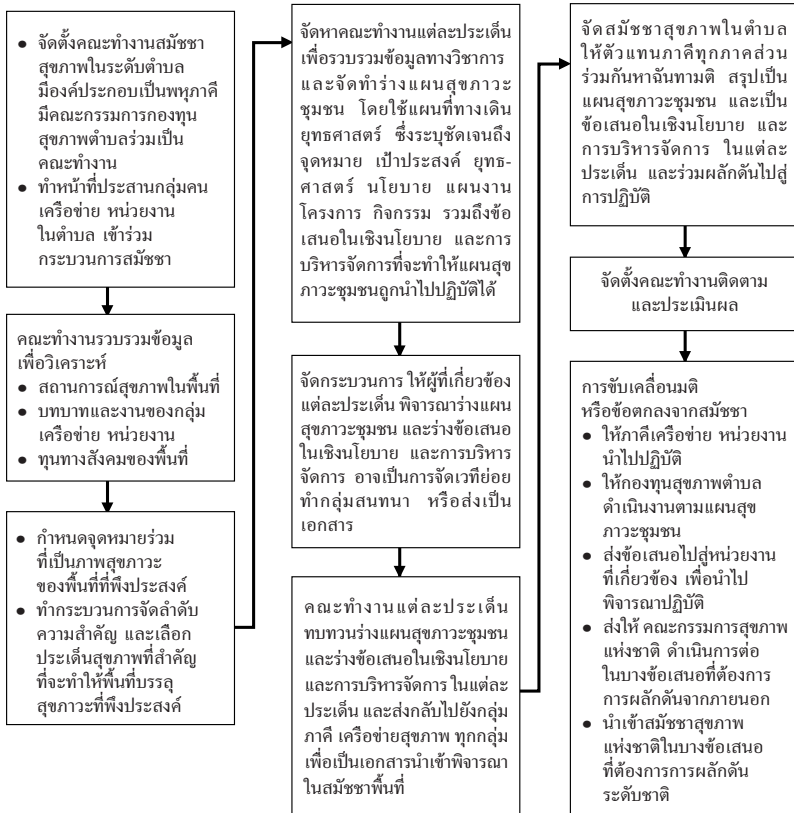 ● จัดตั้งคณะทำงานสมัชชา
สุขภาพในระดับตำบล
มีองค์ประกอบเป็นพหุภาคี
มีคณะกรรมการกองทุน
สุขภาพตำบลร่วมเป็น
คณะทำงาน
● ทำหน้าที่ประสานกลุ่มคน
เครือข่าย หน่วยงาน
ในตำบล เข้าร่วม
กระบวนการสมัชชา
คณะทำงานรวบรวมข้อมูล
เพื่อวิเคราะห์
● สถานการณ์สุขภาพในพื้นที่
● บทบาทและงานของกลุ่ม
เครือข่าย หน่วยงาน
● ทุนทางสังคมของพื้นที่
● กำหนดจุดหมายร่วม
ที่เป็นภาพสุขภาวะ
ของพื้นที่ที่พึงประสงค์
● ทำกระบวนการจัดลำดับ
ความสำคัญ และเลือก
ประเด็นสุขภาพที่สำคัญ
ที่จะทำให้พื้นที่บรรลุ
สุขภาวะที่พึงประสงค์
จัดหาคณะทำงานแต่ละประเด็น
เพื่อรวบรวมข้อมูลทางวิชาการ
และจัดทำร่างแผนสุขภาวะ
ชุมชน โดยใช้แผนที่ทางเดิน
ยุทธศาสตร์ ซึ่งระบุชัดเจนถึง
จุดหมาย เป้าประสงค์ ยุทธ-
ศาสตร์ นโยบาย แผนงาน
โครงการ กิจกรรม รวมถึงข้อ
เสนอในเชิงนโยบาย และการ
บริหารจัดการที่จะทำให้แผนสุข
ภาวะชุมชนถูกนำไปปฏิบัติได้
จัดกระบวนการ ให้ผู้ที่เกี่ยวข้อง
แต่ละประเด็น พิจารณาร่างแผน
สุขภาวะชุมชน และร่างข้อเสนอ
ในเชิงนโยบาย และการบริหาร
จัดการ อาจเป็นการจัดเวทีย่อย
ทำกลุ่มสนทนา หรือส่งเป็น
เอกสาร
คณะทำงานแต่ละประเด็น
ทบทวนร่างแผนสุขภาวะชุมชน
และร่างข้อเสนอในเชิงนโยบาย
และการบริหารจัดการ ในแต่ละ
ประเด็น และส่งกลับไปยังกลุ่ม
ภาคี เครือข่ายสุขภาพ ทุกกลุ่ม
เพื่อเป็นเอกสารนำเข้าพิจารณา
ในสมัชชาพื้นที่
จัดสมัชชาสุขภาพในตำบล
ให้ตัวแทนภาคีทุกภาคส่วน
ร่วมกันหาฉันทามติ สรุปเป็น
แผนสุขภาวะชุมชน และเป็น
ข้อเสนอในเชิงนโยบาย และ
การบริหารจัดการ ในแต่ละ
ประเด็น และร่วมผลักดันไปสู่
การปฏิบัติ
จัดตั้งคณะทำงานติดตาม
และประเมินผล
การขับเคลื่อนมติ
หรือข้อตกลงจากสมัชชา
● ให้ภาคีเครือข่าย หน่วยงาน
นำไปปฏิบัติ
● ให้กองทุนสุขภาพตำบล
ดำเนินงานตามแผนสุข
ภาวะชุมชน
● ส่งข้อเสนอไปสู่หน่วยงาน
ที่เกี่ยวข้อง เพื่อนำไป
พิจารณาปฏิบัติ
● ส่งให้ คณะกรรมการสุขภาพ
แห่งชาติ ดำเนินการต่อ
ในบางข้อเสนอที่ต้องการ
การผลักดันจากภายนอก
● นำเข้าสมัชชาสุขภาพ
แห่งชาติในบางข้อเสนอ
ที่ต้องการการผลักดัน
ระดับชาติ